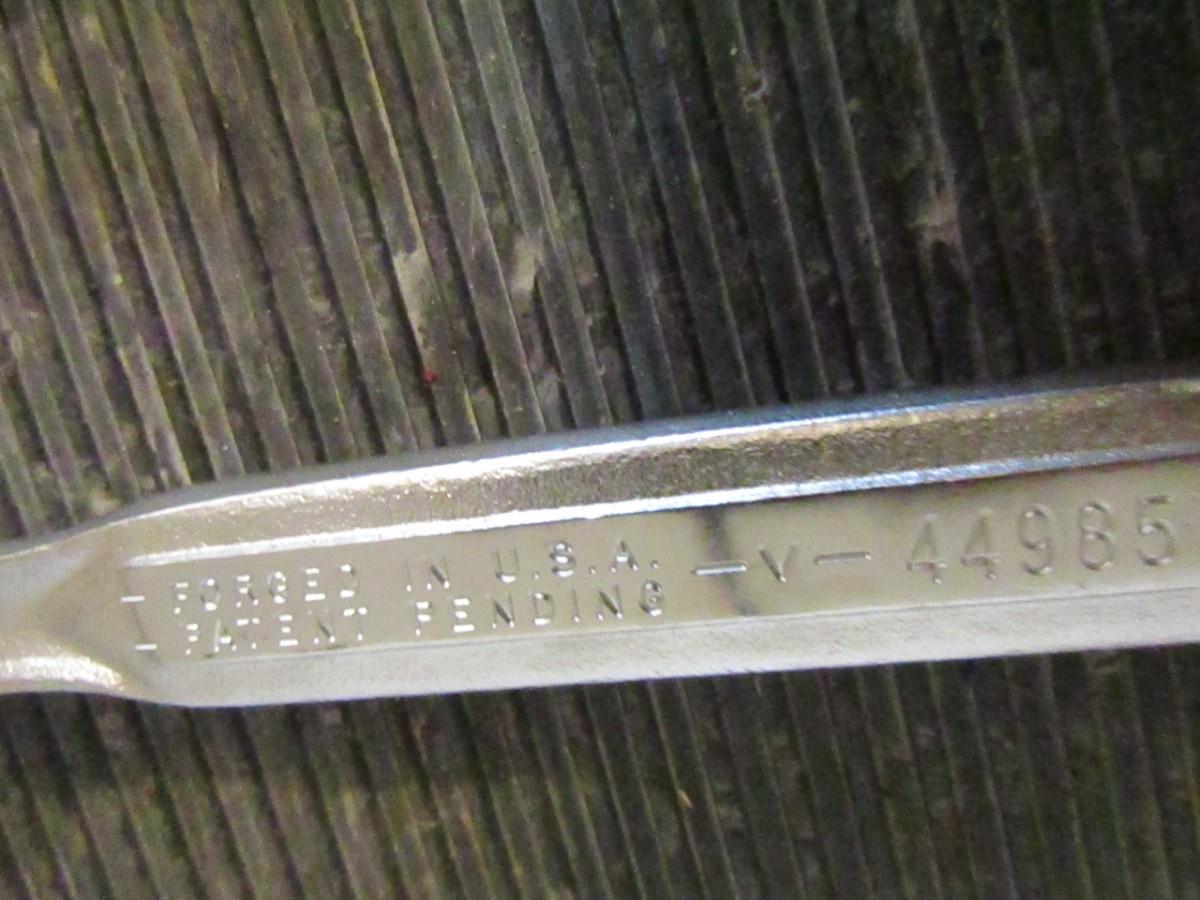 FORGED IN U.S.A. —V— 44985
PATENT PENDING